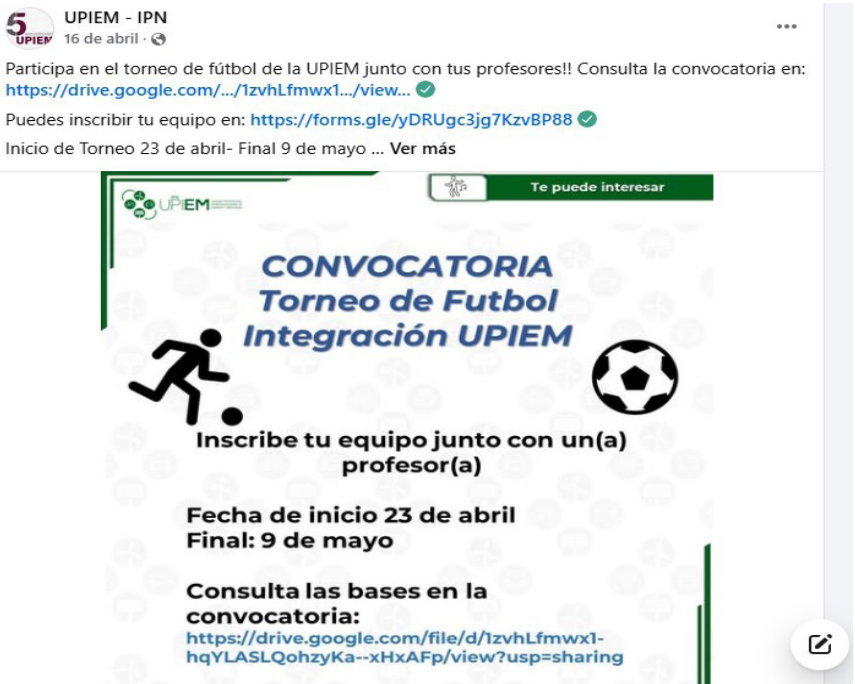 5
UPIEM
UPIEM - IPN
16 de abril ·
Participa en el torneo de fútbol de la UPIEM junto con tus profesores!! Consulta la convocatoria en:
https://drive.google.com/.../1zvhLfmwx1.../view...
Puedes inscribir tu equipo en: https://forms.gle/yDRUgc3jg7KzvBP88
Inicio de Torneo 23 de abril- Final 9 de mayo ... Ver más
UPIEM
Te puede interesar
CONVOCATORIA
Torneo de Futbol
Integración UPIEM
Inscribe tu equipo junto con un(a)
profesor(a)
Fecha de inicio 23 de abril
Final: 9 de mayo
Consulta las bases en la
convocatoria:
https://drive.google.com/file/d/1zvhLfmwx1-
hqYLASLQohzyKa--xHxAFp/view?usp=sharing